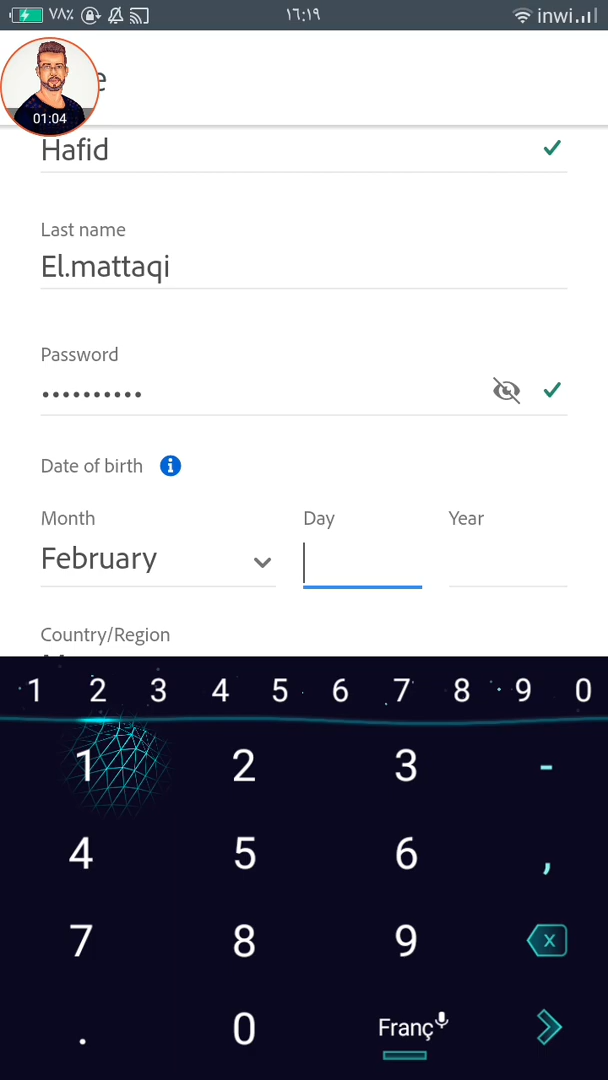 ٧٨٪ ١٦:١٩ inwi
e
01:04
Hafid
Last name
El.mattaqi
Password
••••••••••
Date of birth
Month Day Year
February
Country/Region
1 2 3 4 5 6 7 8 9 0
1 2 3 -
4 5 6 ,
7 8 9
. 0 Franç